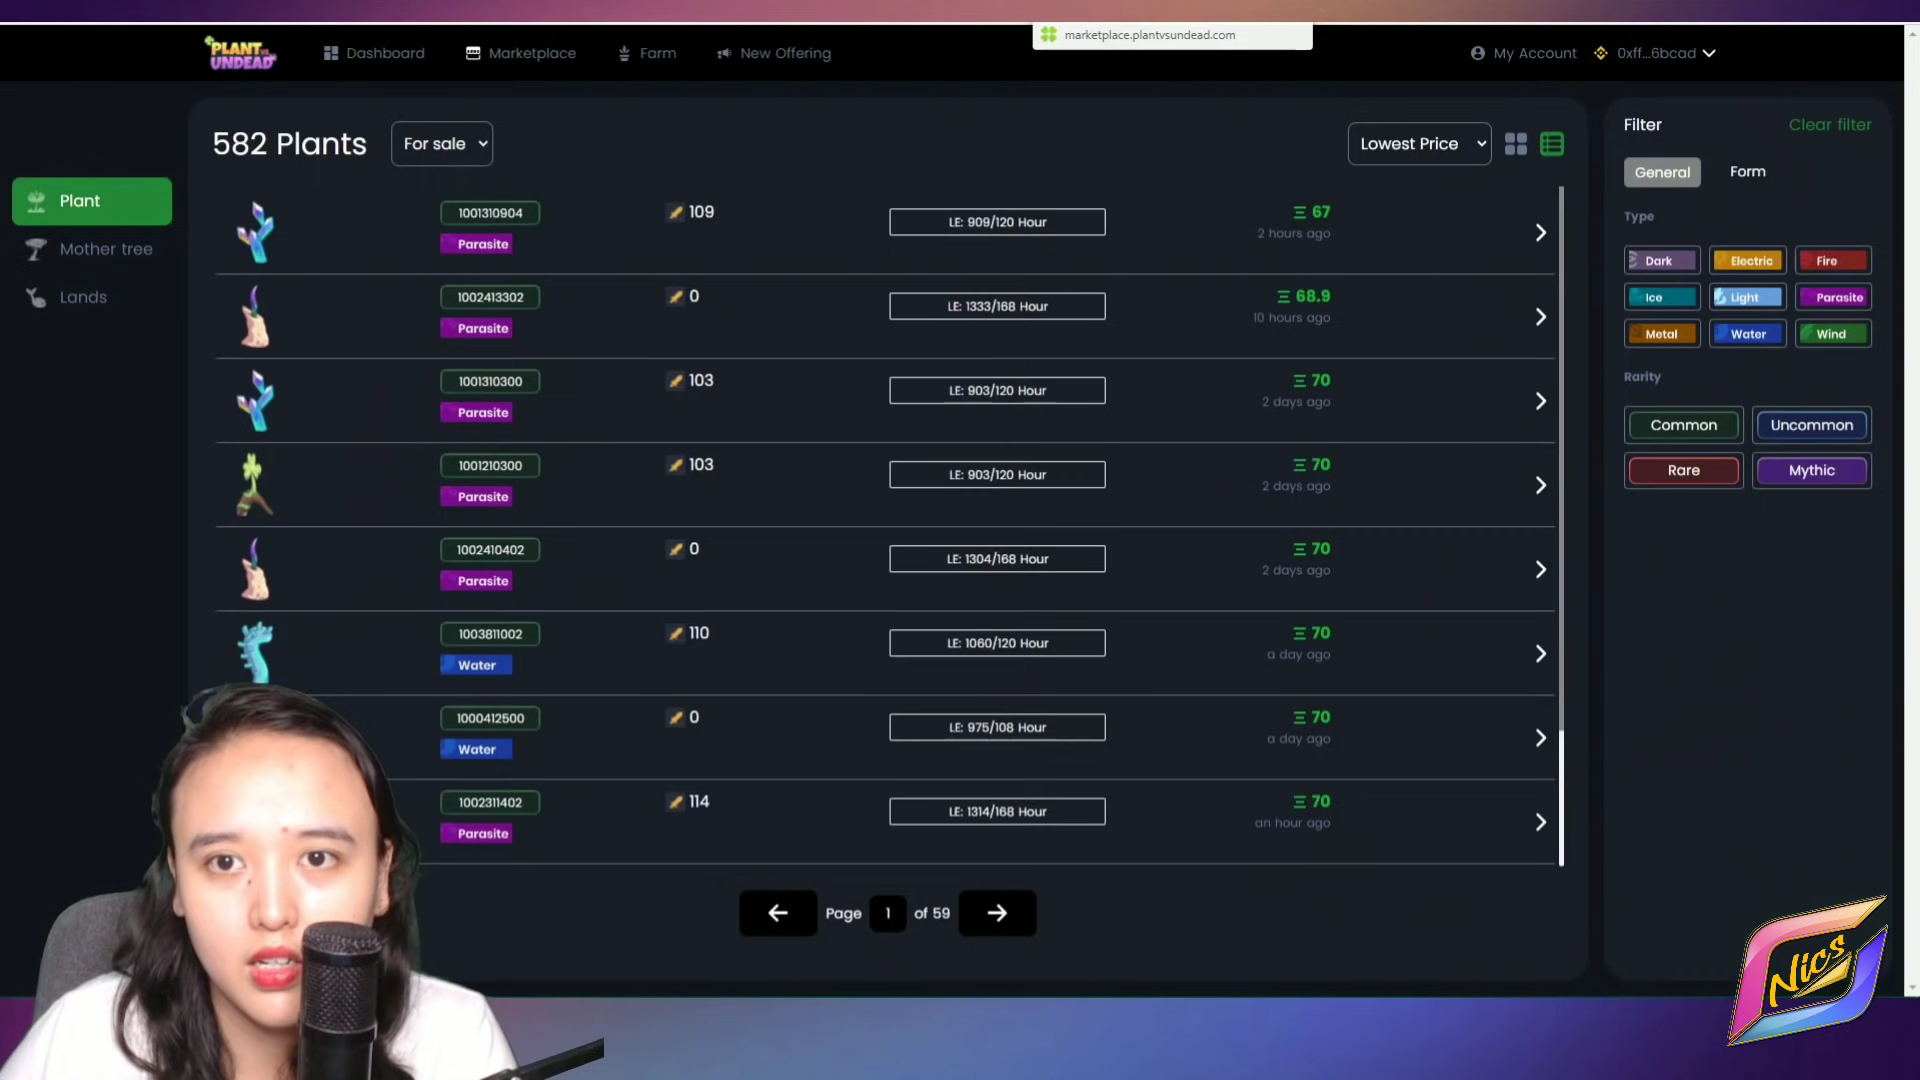 marketplace.plantvsundead.com
PLANT VS
UNDEAD
Dashboard
Marketplace
Farm
New Offering
My Account
0xff...6bcad
582 Plants
For sale
Lowest Price
Plant
Mother tree
Lands
1001310904
Parasite
109
LE: 909/120 Hour
67
2 hours ago
1002413302
Parasite
0
LE: 1333/168 Hour
68.9
10 hours ago
1001310300
Parasite
103
LE: 903/120 Hour
70
2 days ago
1001210300
Parasite
103
LE: 903/120 Hour
70
2 days ago
1002410402
Parasite
0
LE: 1304/168 Hour
70
2 days ago
1003811002
Water
110
LE: 1060/120 Hour
70
a day ago
1000412500
Water
0
LE: 975/108 Hour
70
a day ago
1002311402
Parasite
114
LE: 1314/168 Hour
70
an hour ago
Page 1 of 59
Filter
Clear filter
General
Form
Type
Dark
Electric
Fire
Ice
Light
Parasite
Metal
Water
Wind
Rarity
Common
Uncommon
Rare
Mythic
Nics